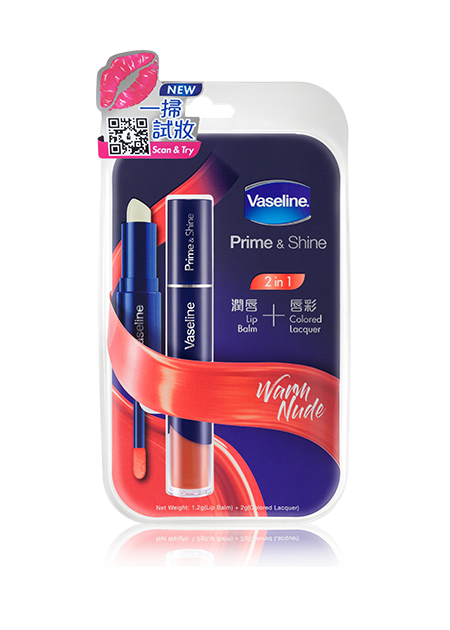 NEW
一掃
試妝
Scan & Try
Vaseline.
Prime & Shine
2 in 1
潤唇
Lip
Balm
+
唇彩
Colored
Lacquer
Warm
Nude
Vaseline
Prime & Shine
Vaseline
Net Weight: 1.2g(Lip Balm) + 2g(Colored Lacquer)